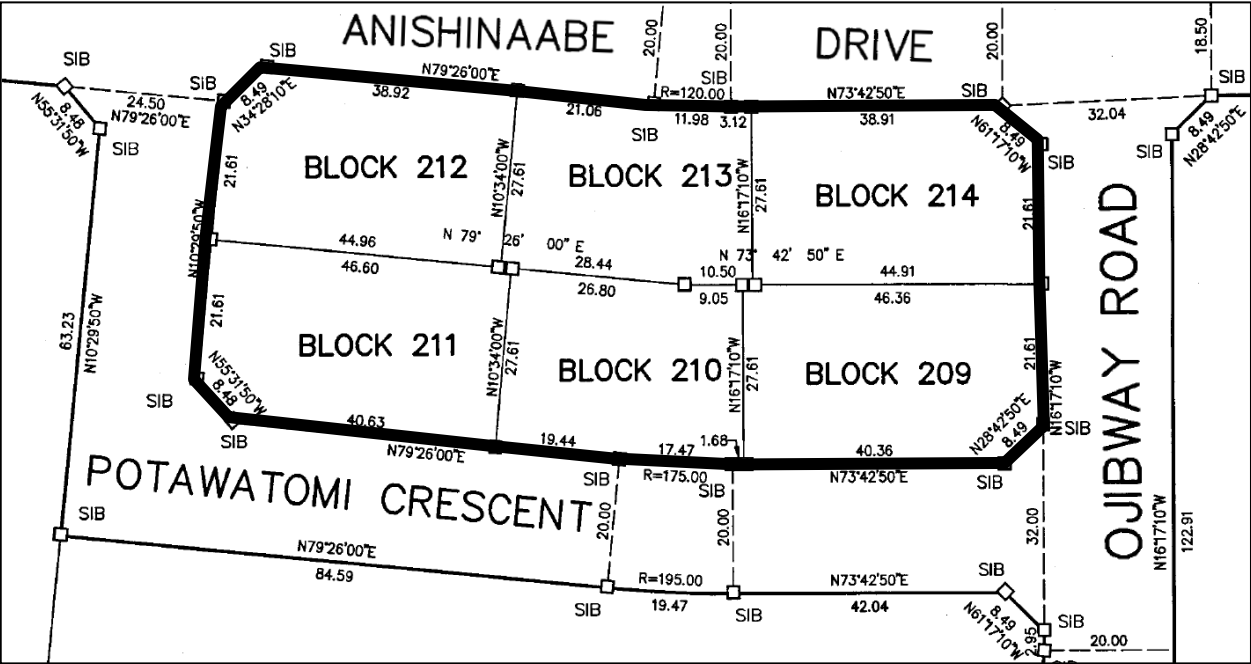 ANISHINAABE
DRIVE
20.00
20.00
20.00
18.50
SIB
SIB
SIB
SIB
SIB
N79°26'00"E
38.92
21.06
R=120.00
11.98
3.12
N73°42'50"E
38.91
32.04
24.50
N79°26'00"E
8.48
N55°31'50"W
8.49
N34°28'10"E
8.49
N61°17'10"W
8.49
N28°42'50"E
SIB
SIB
SIB
SIB
BLOCK 212
BLOCK 213
BLOCK 214
21.61
N10°34'00"W
27.61
N16°17'10"W
27.61
21.61
N10°29'50"W
44.96
46.60
N 79° 26' 00" E
28.44
26.80
N 73° 42' 50" E
10.50
9.05
44.91
46.36
OJIBWAY ROAD
63.23
N10°29'50"W
21.61
BLOCK 211
BLOCK 210
BLOCK 209
N10°34'00"W
27.61
N16°17'10"W
27.61
21.61
N16°17'10"W
N55°31'50"W
8.48
SIB
SIB
40.63
N79°26'00"E
19.44
17.47
R=175.00
1.68
40.36
N73°42'50"E
N28°42'50"E
8.49
SIB
SIB
SIB
SIB
POTAWATOMI CRESCENT
SIB
20.00
20.00
32.00
N16°17'10"W
122.91
N79°26'00"E
84.59
R=195.00
19.47
N73°42'50"E
42.04
SIB
SIB
SIB
8.49
N61°17'10"W
SIB
2.95
20.00
SIB